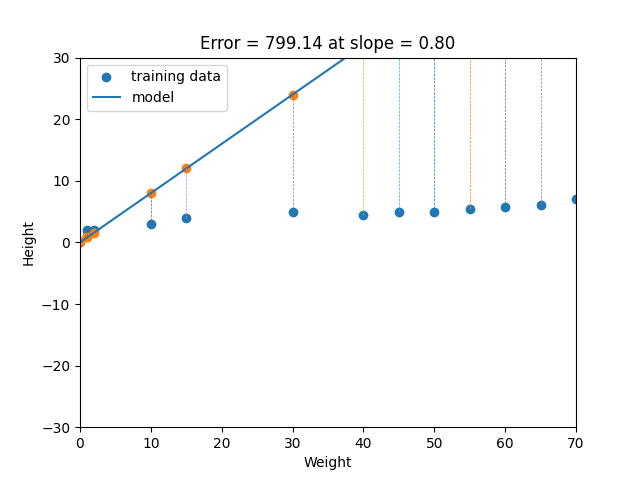 Error = 799.14 at slope = 0.80
training data
model
30
20
10
0
−10
−20
−30
Height
0 10 20 30 40 50 60 70
Weight